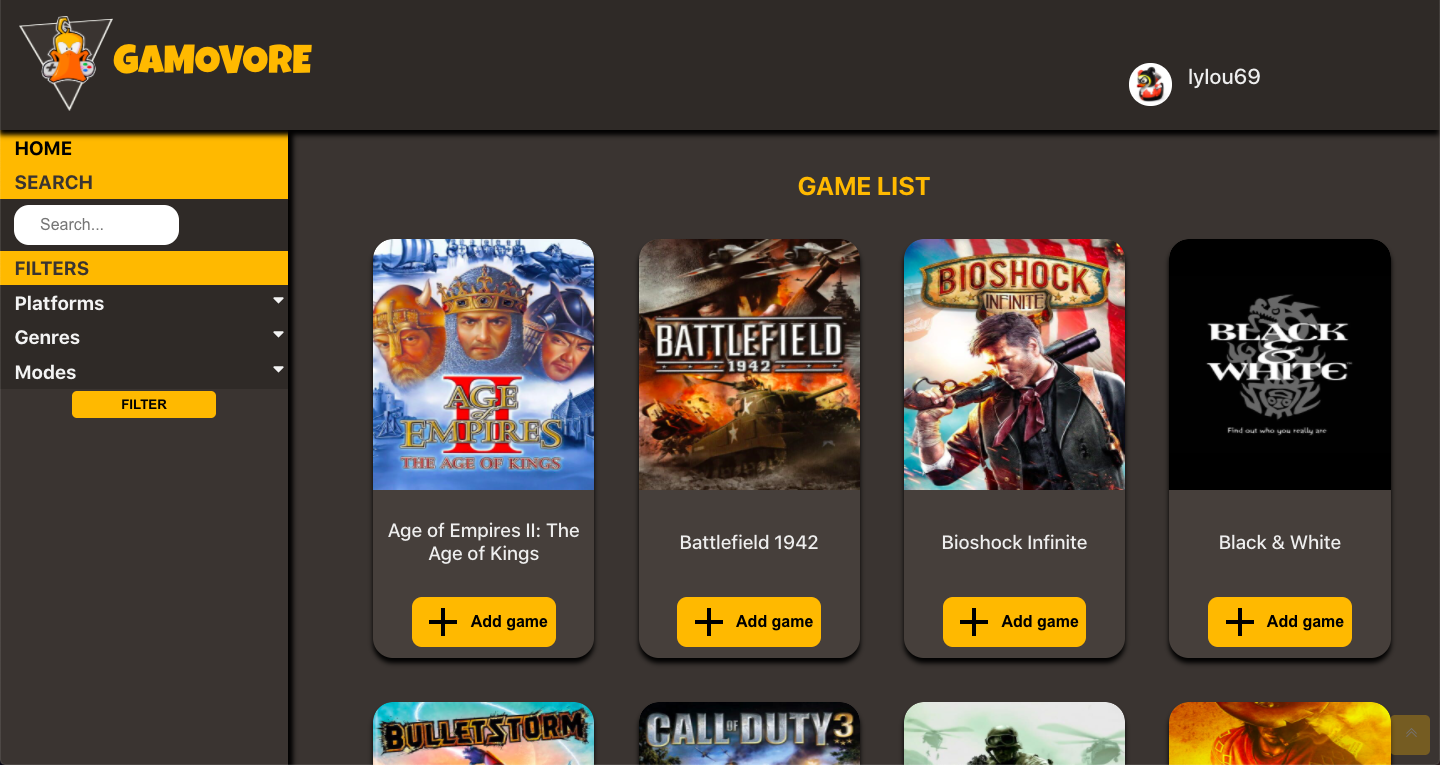 GAMOVORE
lylou69
HOME
SEARCH
Search...
FILTERS
Platforms
Genres
Modes
FILTER
GAME LIST
AGE
of
EMPIRES
II
THE AGE OF KINGS
BATTLEFIELD
1942
BIOSHOCK
INFINITE
BLACK
&
WHITE™
Find out who you really are
Age of Empires II: The
Age of Kings
Battlefield 1942
Bioshock Infinite
Black & White
Add game
Add game
Add game
Add game
BULLETSTORM
CALL OF DUTY 3